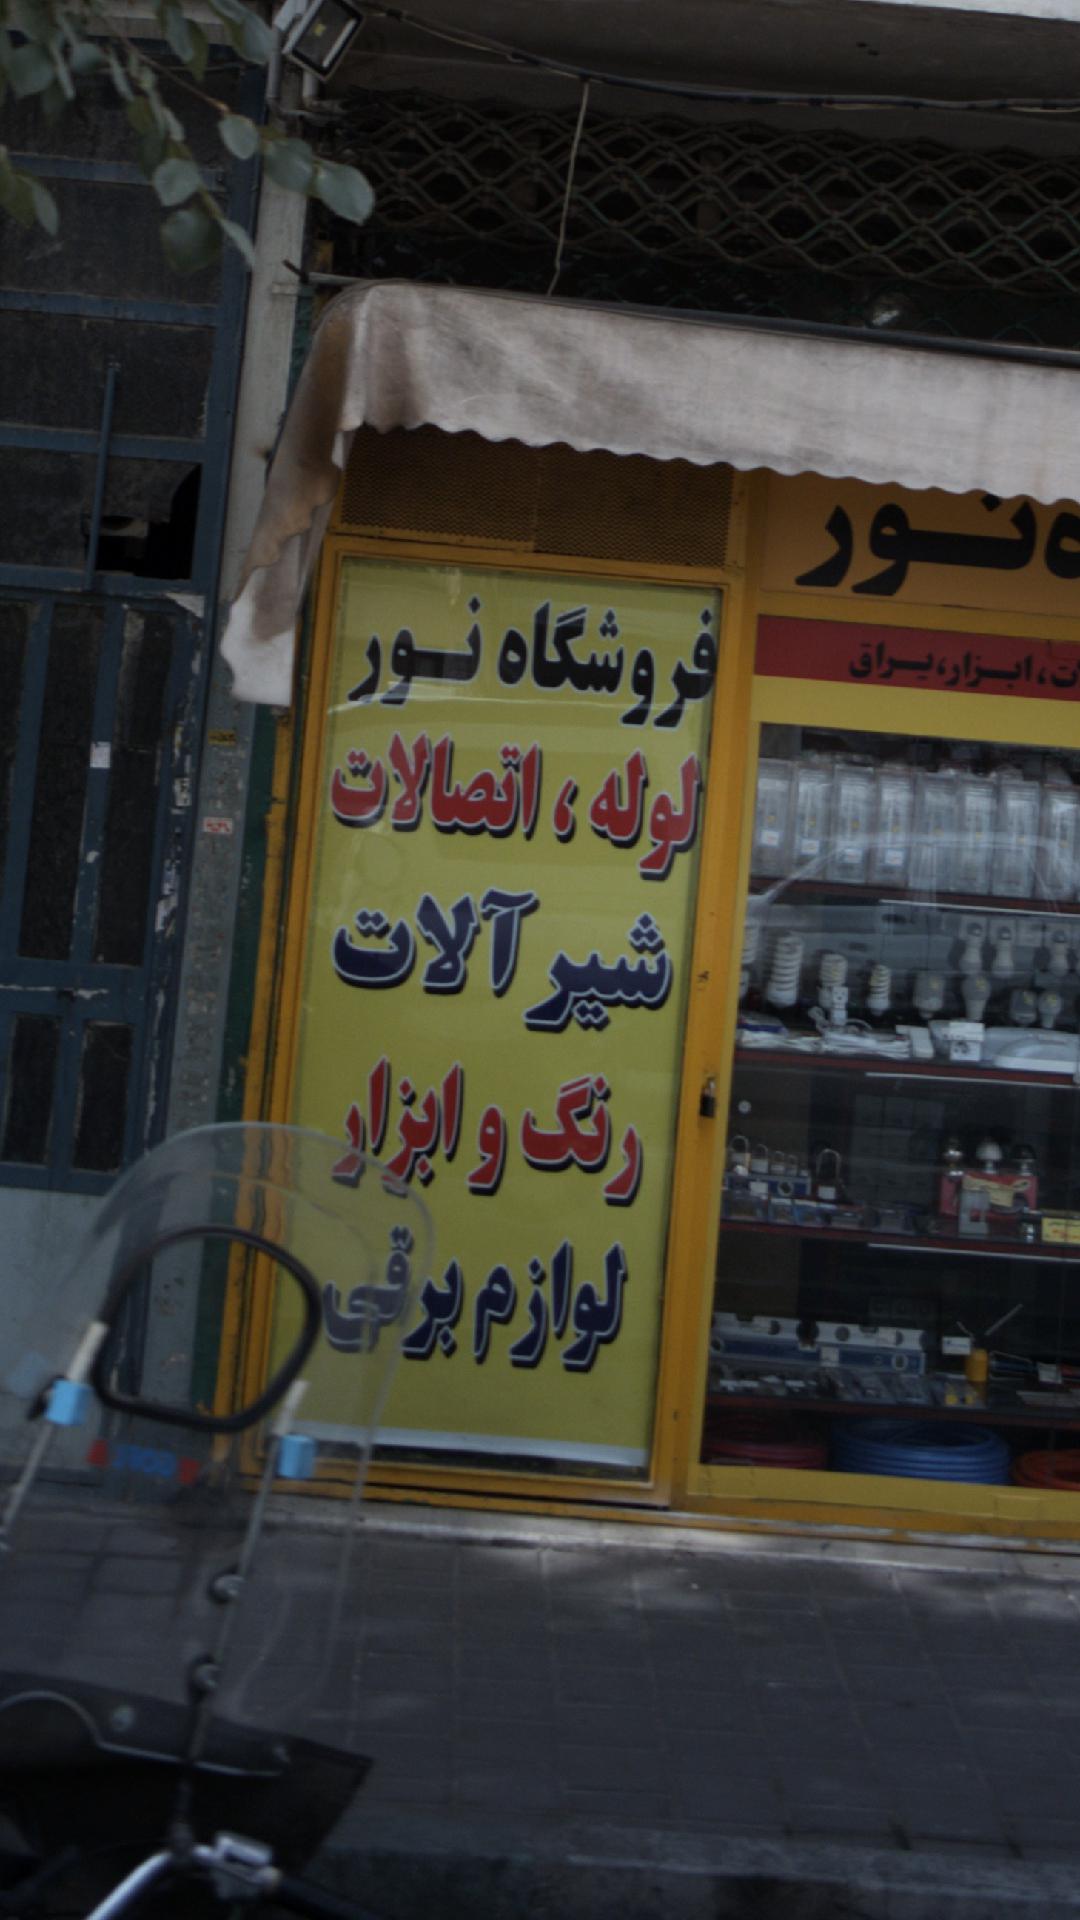 نور
ابزار، یراق
فروشگاه نور
لوله ، اتصالات
شیر آلات
رنگ و ابزار
لوازم برقی